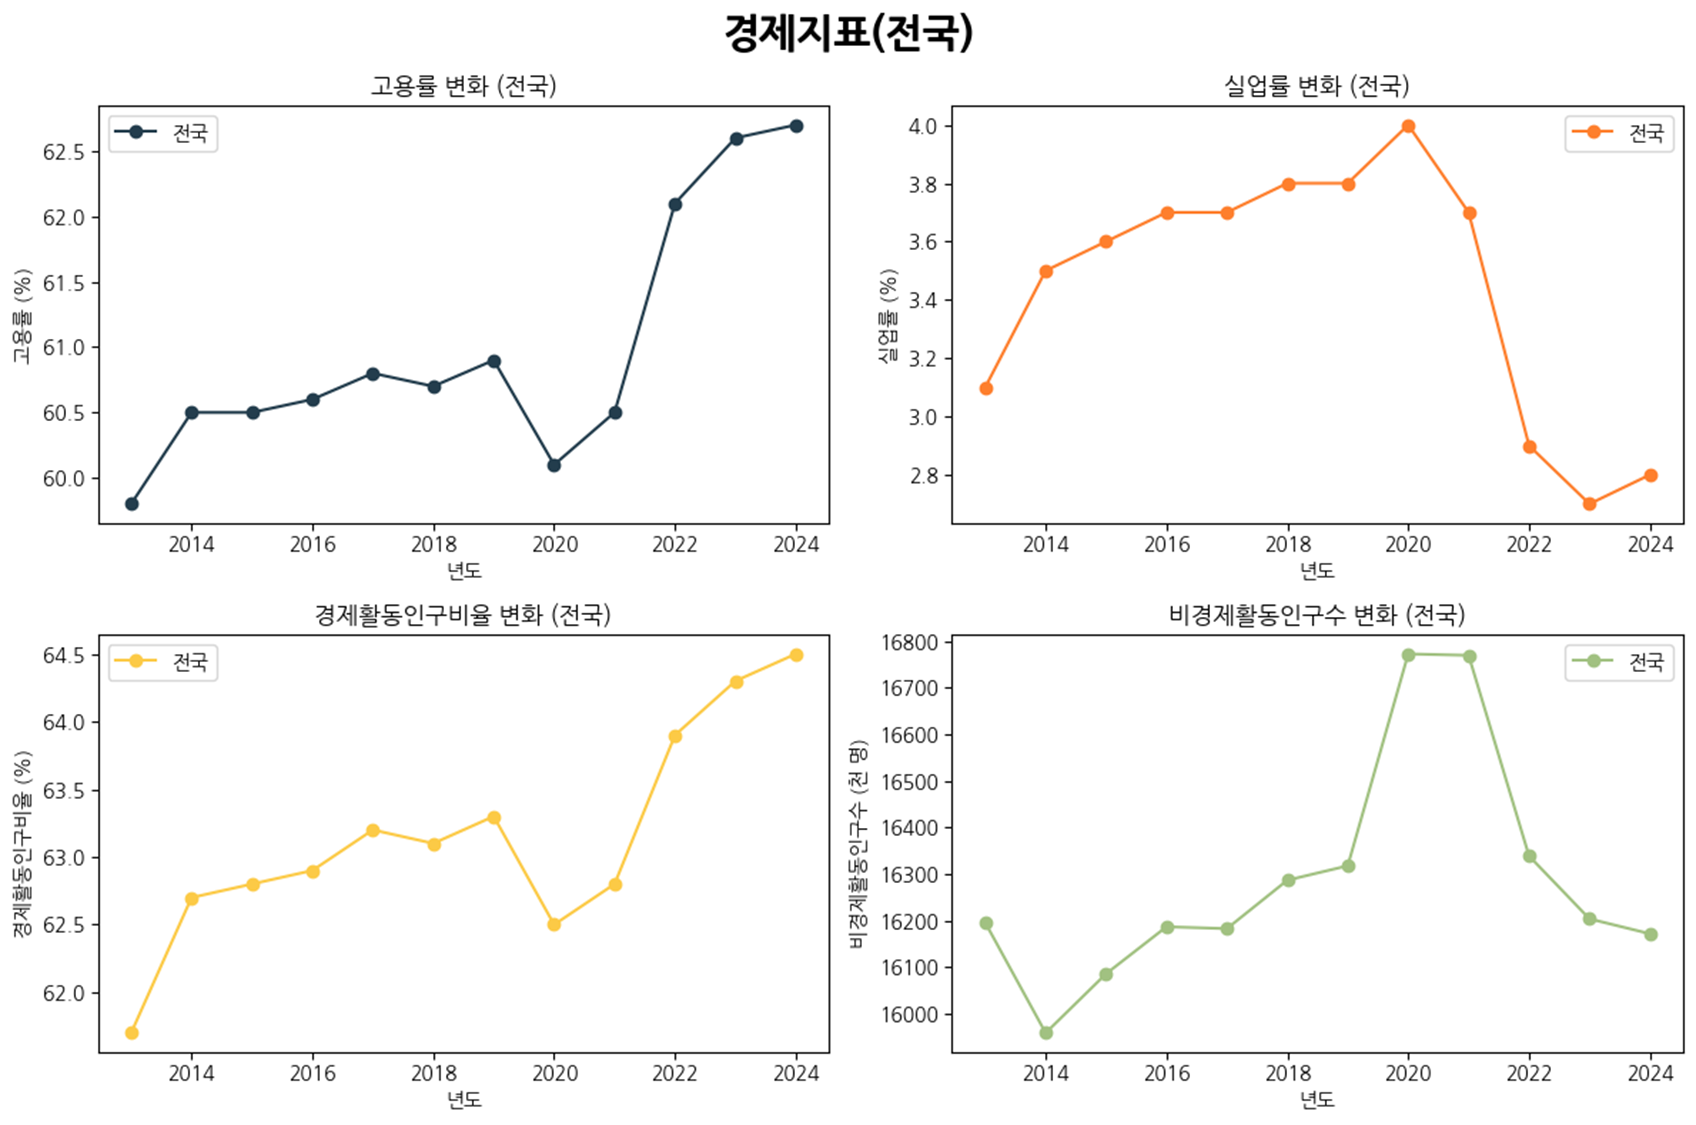 경제지표(전국)
고용률 변화 (전국)
전국
고용률 (%)
62.5
62.0
61.5
61.0
60.5
60.0
2014 2016 2018 2020 2022 2024
년도
실업률 변화 (전국)
전국
실업률 (%)
4.0
3.8
3.6
3.4
3.2
3.0
2.8
2014 2016 2018 2020 2022 2024
년도
경제활동인구비율 변화 (전국)
전국
경제활동인구비율 (%)
64.5
64.0
63.5
63.0
62.5
62.0
2014 2016 2018 2020 2022 2024
년도
비경제활동인구수 변화 (전국)
전국
비경제활동인구수 (천 명)
16800
16700
16600
16500
16400
16300
16200
16100
16000
2014 2016 2018 2020 2022 2024
년도